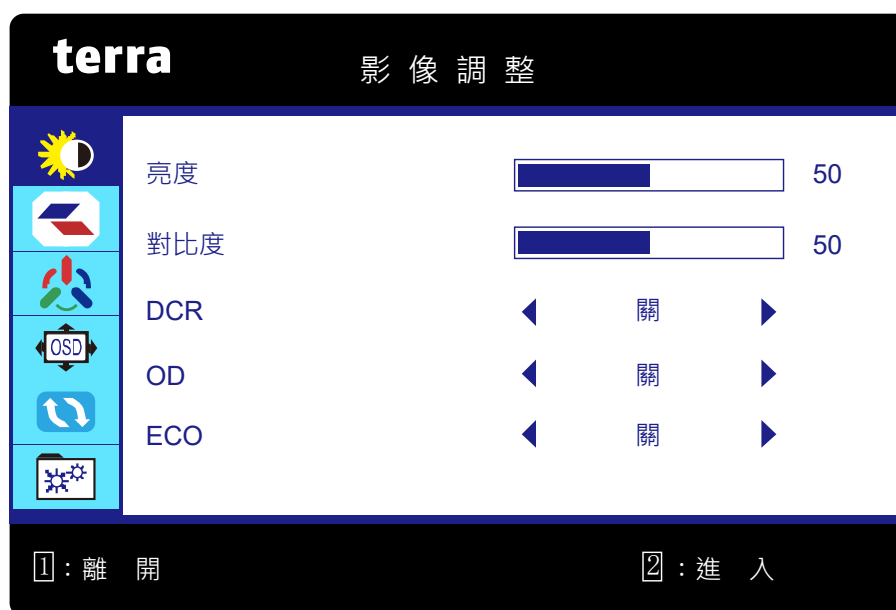 terra
影像調整
亮度 50
對比度 50
DCR 關
OD 關
OSD
ECO 關
1:離 開 2:進 入